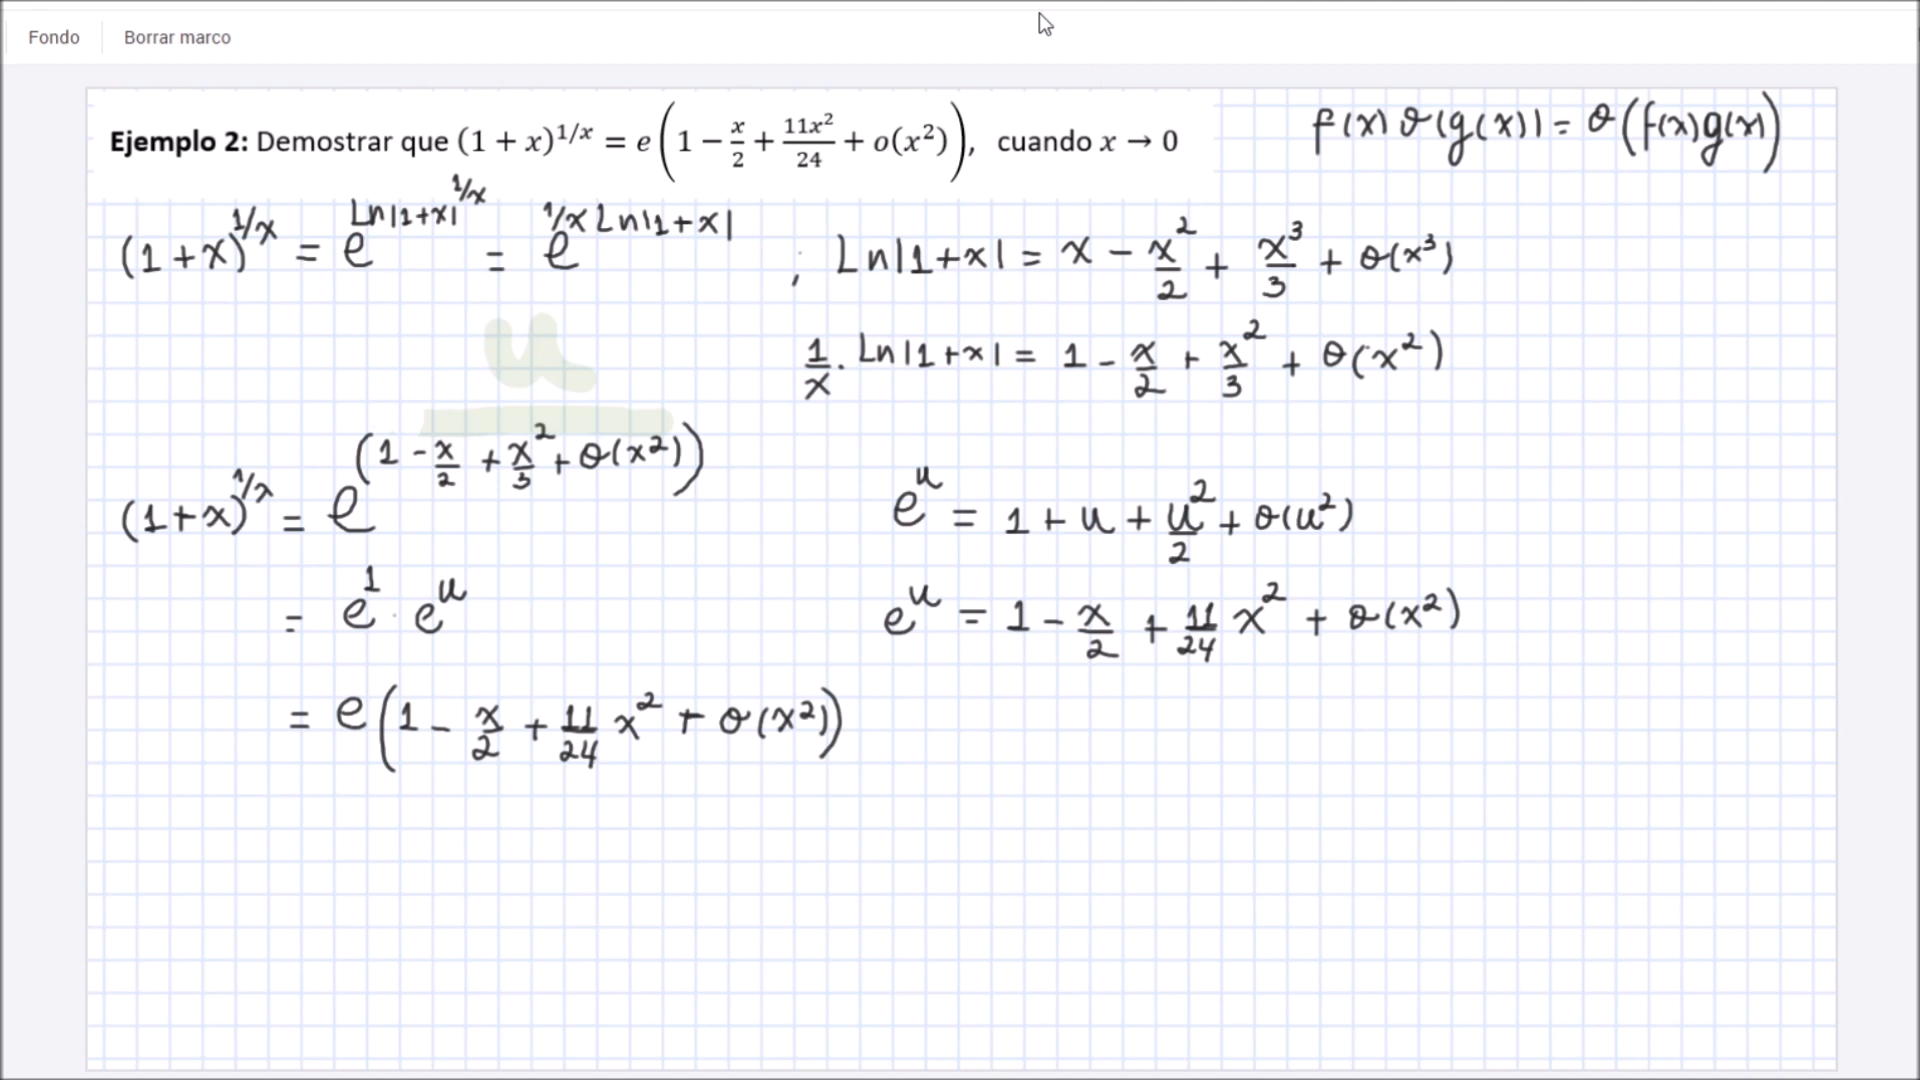 Fondo Borrar marco
Ejemplo 2: Demostrar que (1 + x)^{1/x} = e(1 − x/2 + 11x²/24 + o(x²)), cuando x → 0
f(x) o(g(x)) = o(f(x)g(x))
(1+x)^{1/x} = e^{Ln|1+x|^{1/x}} = e^{1/x Ln|1+x|} ; Ln|1+x| = x − x²/2 + x³/3 + o(x³)
1/x · Ln|1+x| = 1 − x/2 + x²/3 + o(x²)
u
(1+x)^{1/x} = e^{(1 − x/2 + x²/3 + o(x²))}
e^u = 1 + u + u²/2 + o(u²)
= e^1 · e^u
e^u = 1 − x/2 + 11/24 x² + o(x²)
= e(1 − x/2 + 11/24 x² + o(x²))